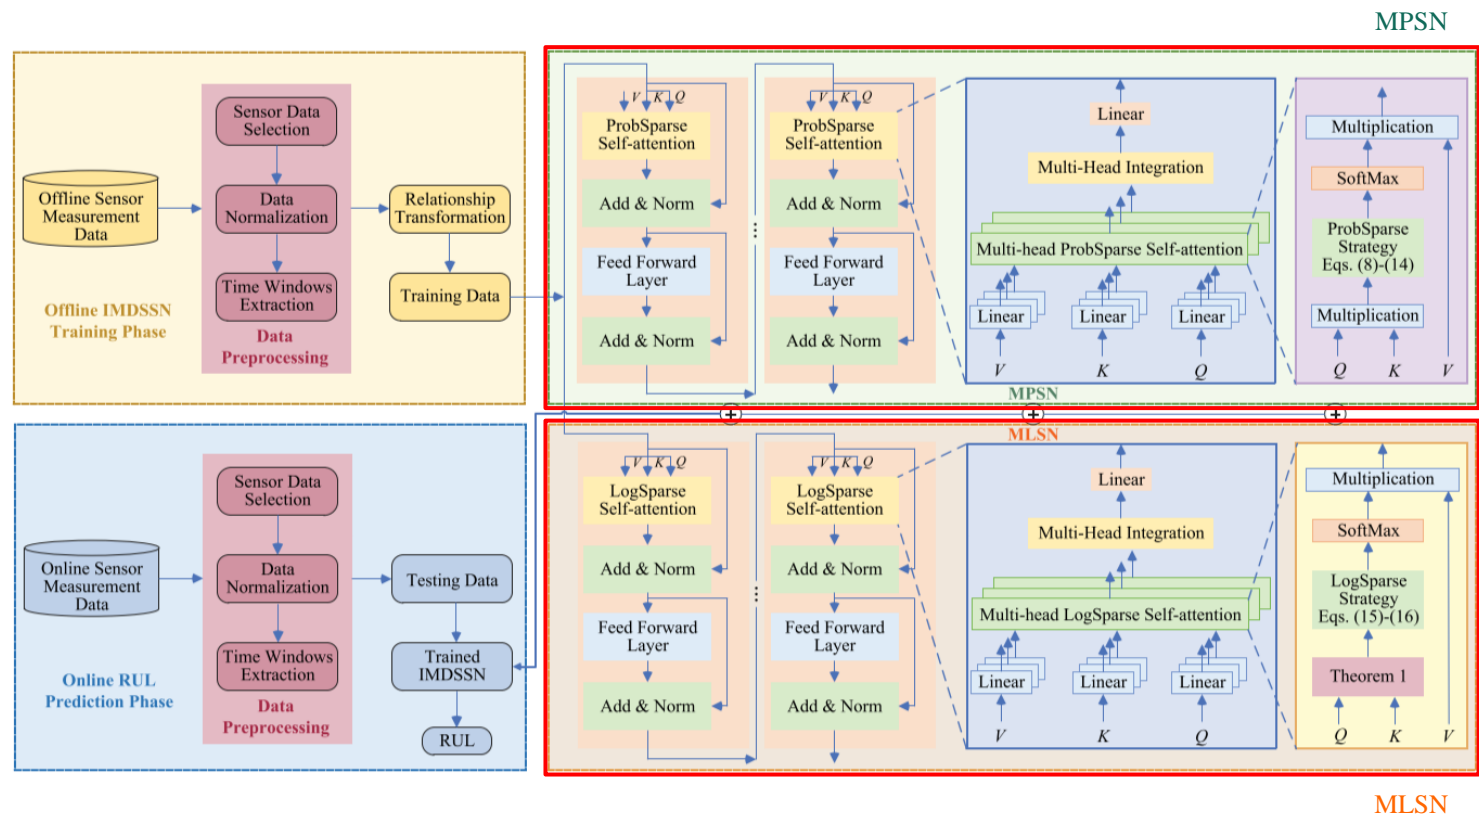 MPSN
Offline Sensor
Measurement
Data
Offline IMDSSN
Training Phase
Sensor Data
Selection
Data
Normalization
Time Windows
Extraction
Data
Preprocessing
Relationship
Transformation
Training Data
V K Q
ProbSparse
Self-attention
Add & Norm
Feed Forward
Layer
Add & Norm
...
V K Q
ProbSparse
Self-attention
Add & Norm
Feed Forward
Layer
Add & Norm
Linear
Multi-Head Integration
Multi-head ProbSparse Self-attention
Linear Linear Linear
V K Q
Multiplication
SoftMax
ProbSparse
Strategy
Eqs. (8)-(14)
Multiplication
Q K V
MPSN
+ + +
Online Sensor
Measurement
Data
Online RUL
Prediction Phase
Sensor Data
Selection
Data
Normalization
Time Windows
Extraction
Data
Preprocessing
Testing Data
Trained
IMDSSN
RUL
MLSN
V K Q
LogSparse
Self-attention
Add & Norm
Feed Forward
Layer
Add & Norm
...
V K Q
LogSparse
Self-attention
Add & Norm
Feed Forward
Layer
Add & Norm
Linear
Multi-Head Integration
Multi-head LogSparse Self-attention
Linear Linear Linear
V K Q
Multiplication
SoftMax
LogSparse
Strategy
Eqs. (15)-(16)
Theorem 1
Q K V
MLSN